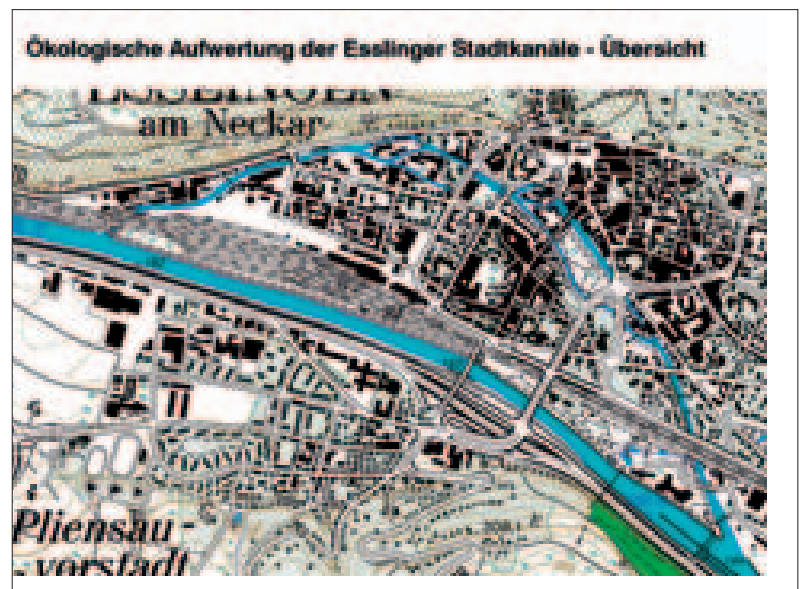 Ökologische Aufwertung der Esslinger Stadtkanäle - Übersicht
am Neckar
Pliensau-
vorstadt